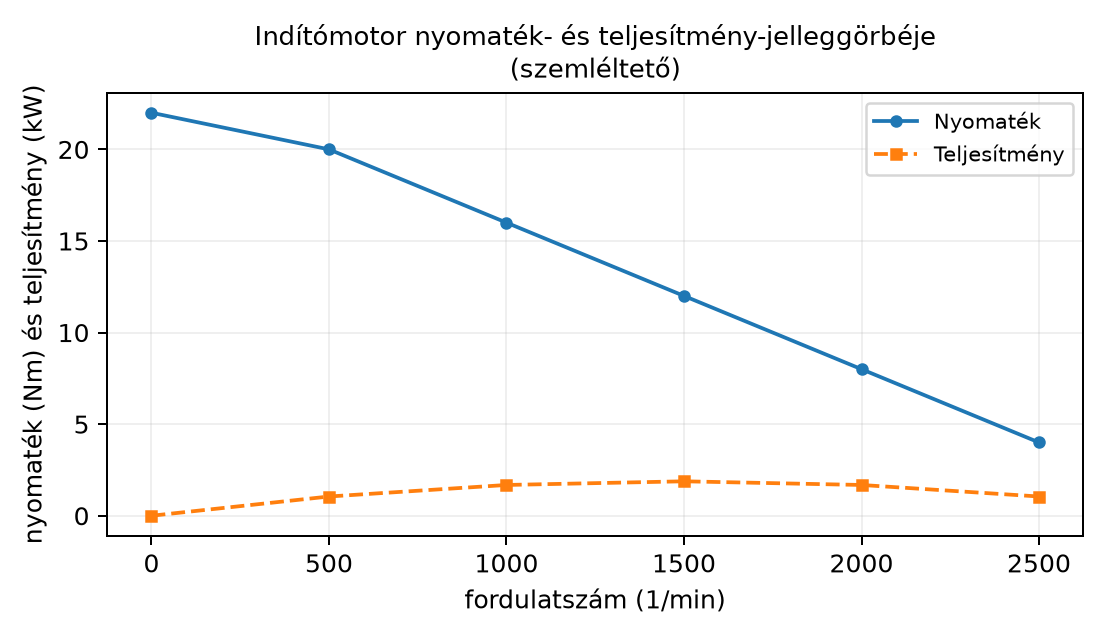 Indítómotor nyomaték- és teljesítmény-jelleggörbéje
(szemléltető)
nyomaték (Nm) és teljesítmény (kW)
20
15
10
5
0
Nyomaték
Teljesítmény
0 500 1000 1500 2000 2500
fordulatszám (1/min)